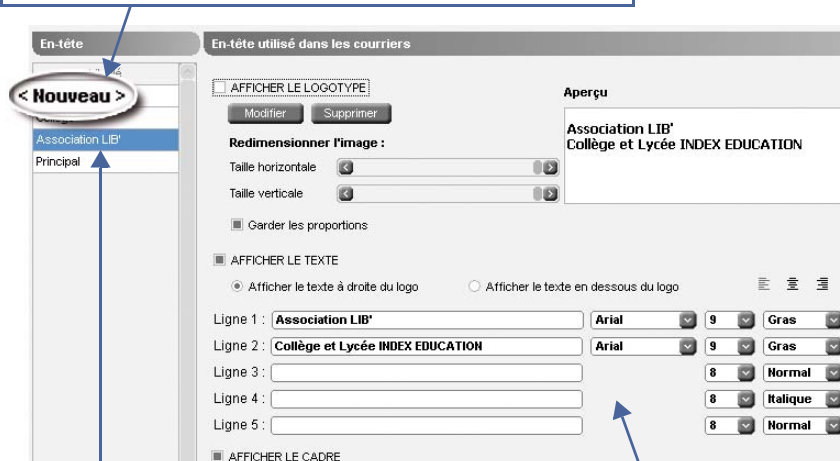 En-tête
En-tête utilisé dans les courriers
< Nouveau >
Association LIB'
Principal
AFFICHER LE LOGOTYPE
Modifier Supprimer
Redimensionner l'image :
Taille horizontale
Taille verticale
Garder les proportions
Aperçu
Association LIB'
Collège et Lycée INDEX EDUCATION
AFFICHER LE TEXTE
Afficher le texte à droite du logo Afficher le texte en dessous du logo
Ligne 1 : Association LIB' Arial 9 Gras
Ligne 2 : Collège et Lycée INDEX EDUCATION Arial 9 Gras
Ligne 3 : 8 Normal
Ligne 4 : 8 Italique
Ligne 5 : 8 Normal
AFFICHER LE CADRE